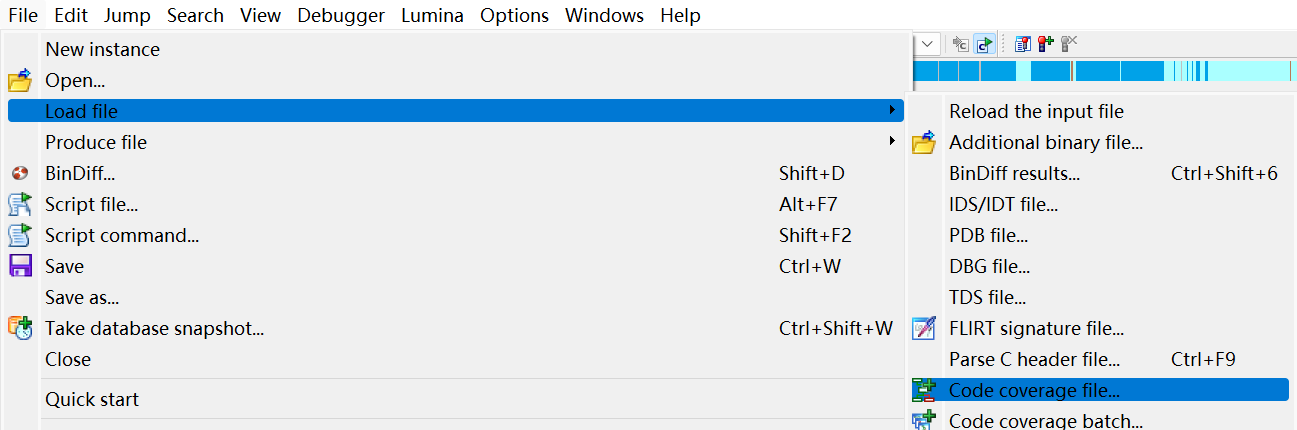 File Edit Jump Search View Debugger Lumina Options Windows Help
New instance
Open...
Load file
Produce file
BinDiff... Shift+D
Script file... Alt+F7
Script command... Shift+F2
Save Ctrl+W
Save as...
Take database snapshot... Ctrl+Shift+W
Close
Quick start
Reload the input file
Additional binary file...
BinDiff results... Ctrl+Shift+6
IDS/IDT file...
PDB file...
DBG file...
TDS file...
FLIRT signature file...
Parse C header file... Ctrl+F9
Code coverage file...
Code coverage batch...